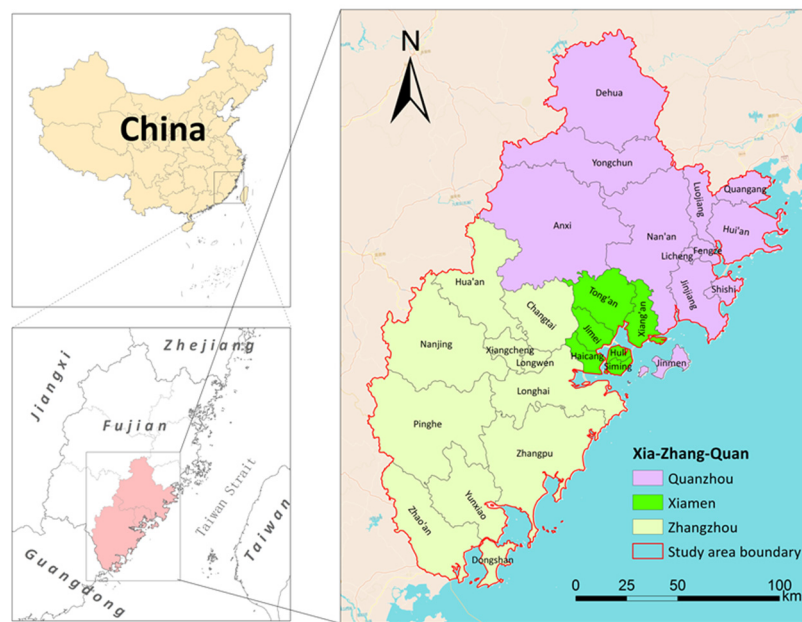 China
Jiangxi
Zhejiang
Fujian
Taiwan Strait
Taiwan
Guangdong
N
Dehua
Yongchun
Luojiang
Quangang
Anxi
Nan'an
Hui'an
Fengze
Licheng
Jinjiang
Shishi
Hua'an
Tong'an
Xiang'an
Changtai
Jimei
Nanjing
Xiangcheng
Longwen
Haicang
Huli
Siming
Jinmen
Longhai
Pinghe
Zhangpu
Yunxiao
Zhao'an
Dongshan
Xia-Zhang-Quan
Quanzhou
Xiamen
Zhangzhou
Study area boundary
0 25 50 100
km